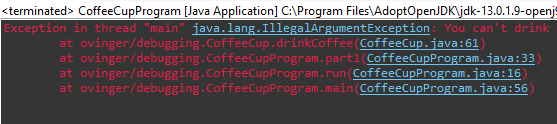 <terminated> CoffeeCupProgram [Java Application] C:\Program Files\AdoptOpenJDK\jdk-13.0.1.9-openj9
Exception in thread "main" java.lang.IllegalArgumentException: You can't drink
at ovinger/debugging.CoffeeCup.drinkCoffee(CoffeeCup.java:61)
at ovinger/debugging.CoffeeCupProgram.part1(CoffeeCupProgram.java:33)
at ovinger/debugging.CoffeeCupProgram.run(CoffeeCupProgram.java:16)
at ovinger/debugging.CoffeeCupProgram.main(CoffeeCupProgram.java:56)